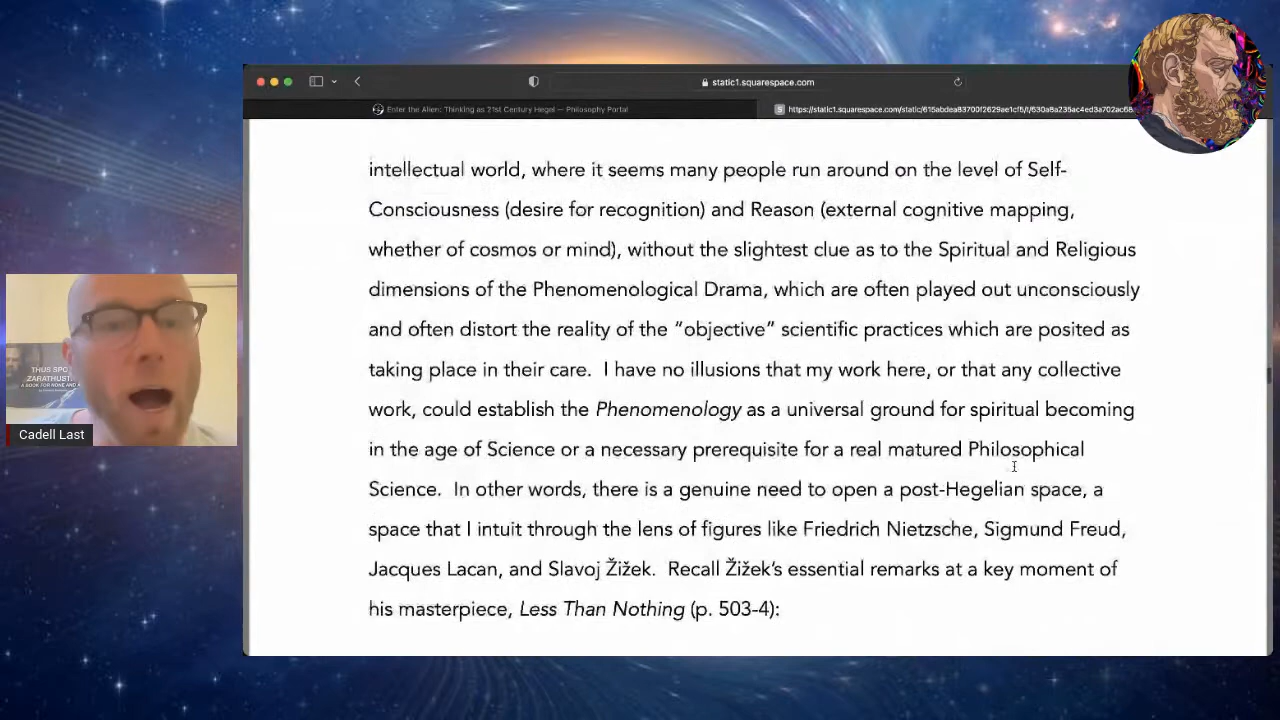 static1.squarespace.com
Enter the Alien: Thinking as 21st Century Hegel — Philosophy Portal
intellectual world, where it seems many people run around on the level of Self-
Consciousness (desire for recognition) and Reason (external cognitive mapping,
whether of cosmos or mind), without the slightest clue as to the Spiritual and Religious
dimensions of the Phenomenological Drama, which are often played out unconsciously
and often distort the reality of the “objective” scientific practices which are posited as
taking place in their care.  I have no illusions that my work here, or that any collective
work, could establish the Phenomenology as a universal ground for spiritual becoming
in the age of Science or a necessary prerequisite for a real matured Philosophical
Science.  In other words, there is a genuine need to open a post-Hegelian space, a
space that I intuit through the lens of figures like Friedrich Nietzsche, Sigmund Freud,
Jacques Lacan, and Slavoj Žižek.  Recall Žižek’s essential remarks at a key moment of
his masterpiece, Less Than Nothing (p. 503-4):
THUS SPO
ZARATHUST
A BOOK FOR NONE AND A
Cadell Last